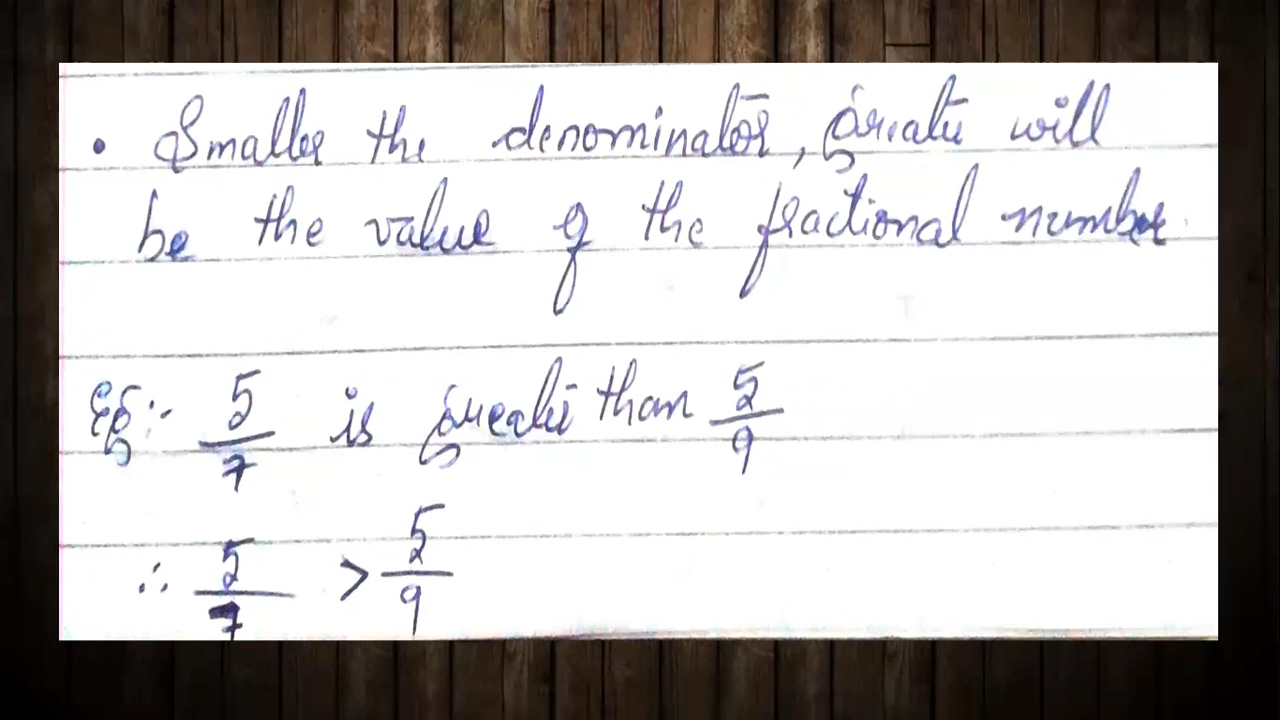 • Smaller the denominator, Greater will
be the value of the fractional number.
Eg:- 5/7 is greater than 5/9
∴ 5/7 > 5/9